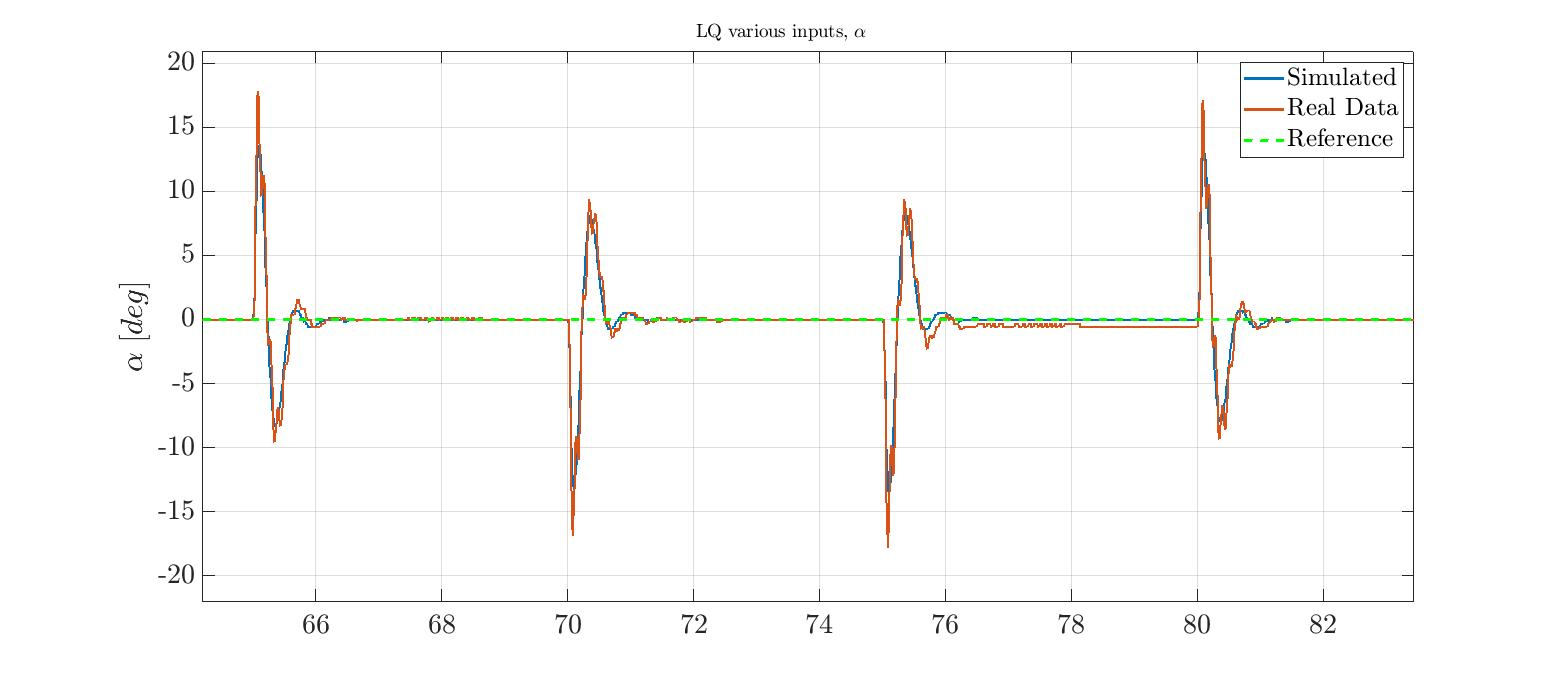 LQ various inputs, α
20
15
10
5
0
-5
-10
-15
-20
α [deg]
66 68 70 72 74 76 78 80 82
Simulated
Real Data
Reference